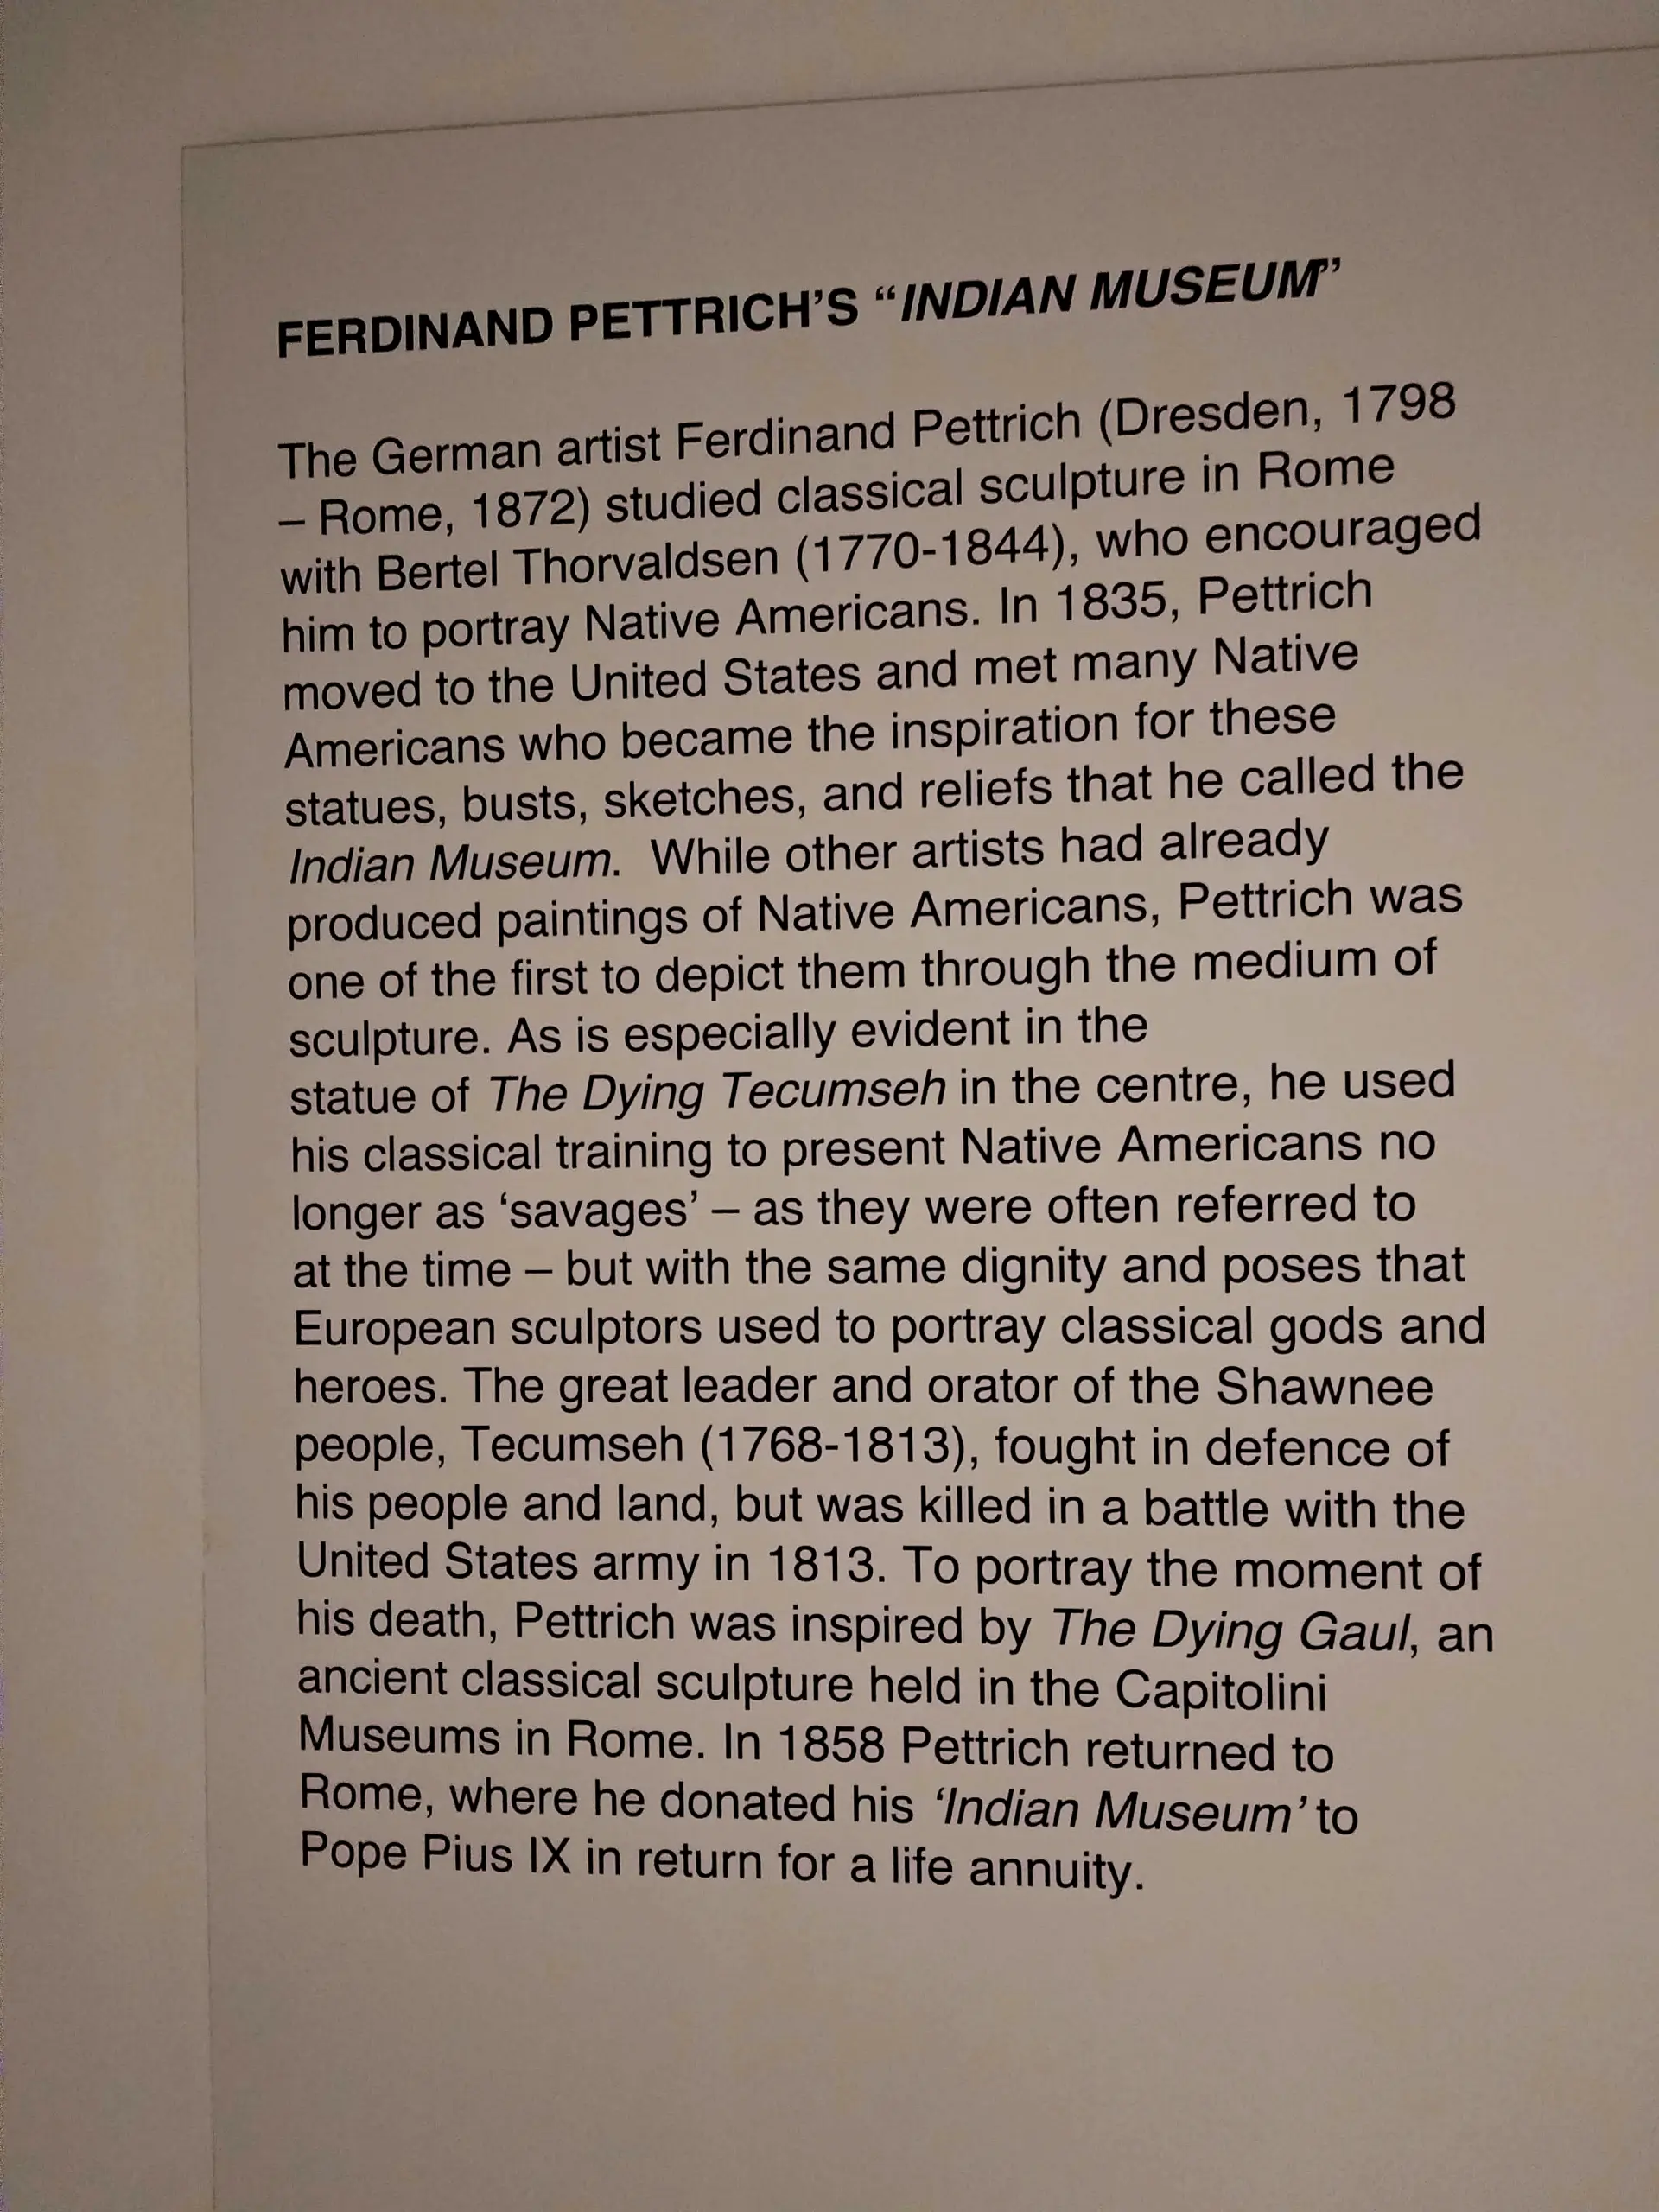 FERDINAND PETTRICH’S “INDIAN MUSEUM”
The German artist Ferdinand Pettrich (Dresden, 1798
– Rome, 1872) studied classical sculpture in Rome
with Bertel Thorvaldsen (1770-1844), who encouraged
him to portray Native Americans. In 1835, Pettrich
moved to the United States and met many Native
Americans who became the inspiration for these
statues, busts, sketches, and reliefs that he called the
Indian Museum. While other artists had already
produced paintings of Native Americans, Pettrich was
one of the first to depict them through the medium of
sculpture. As is especially evident in the
statue of The Dying Tecumseh in the centre, he used
his classical training to present Native Americans no
longer as ‘savages’ – as they were often referred to
at the time – but with the same dignity and poses that
European sculptors used to portray classical gods and
heroes. The great leader and orator of the Shawnee
people, Tecumseh (1768-1813), fought in defence of
his people and land, but was killed in a battle with the
United States army in 1813. To portray the moment of
his death, Pettrich was inspired by The Dying Gaul, an
ancient classical sculpture held in the Capitolini
Museums in Rome. In 1858 Pettrich returned to
Rome, where he donated his ‘Indian Museum’ to
Pope Pius IX in return for a life annuity.